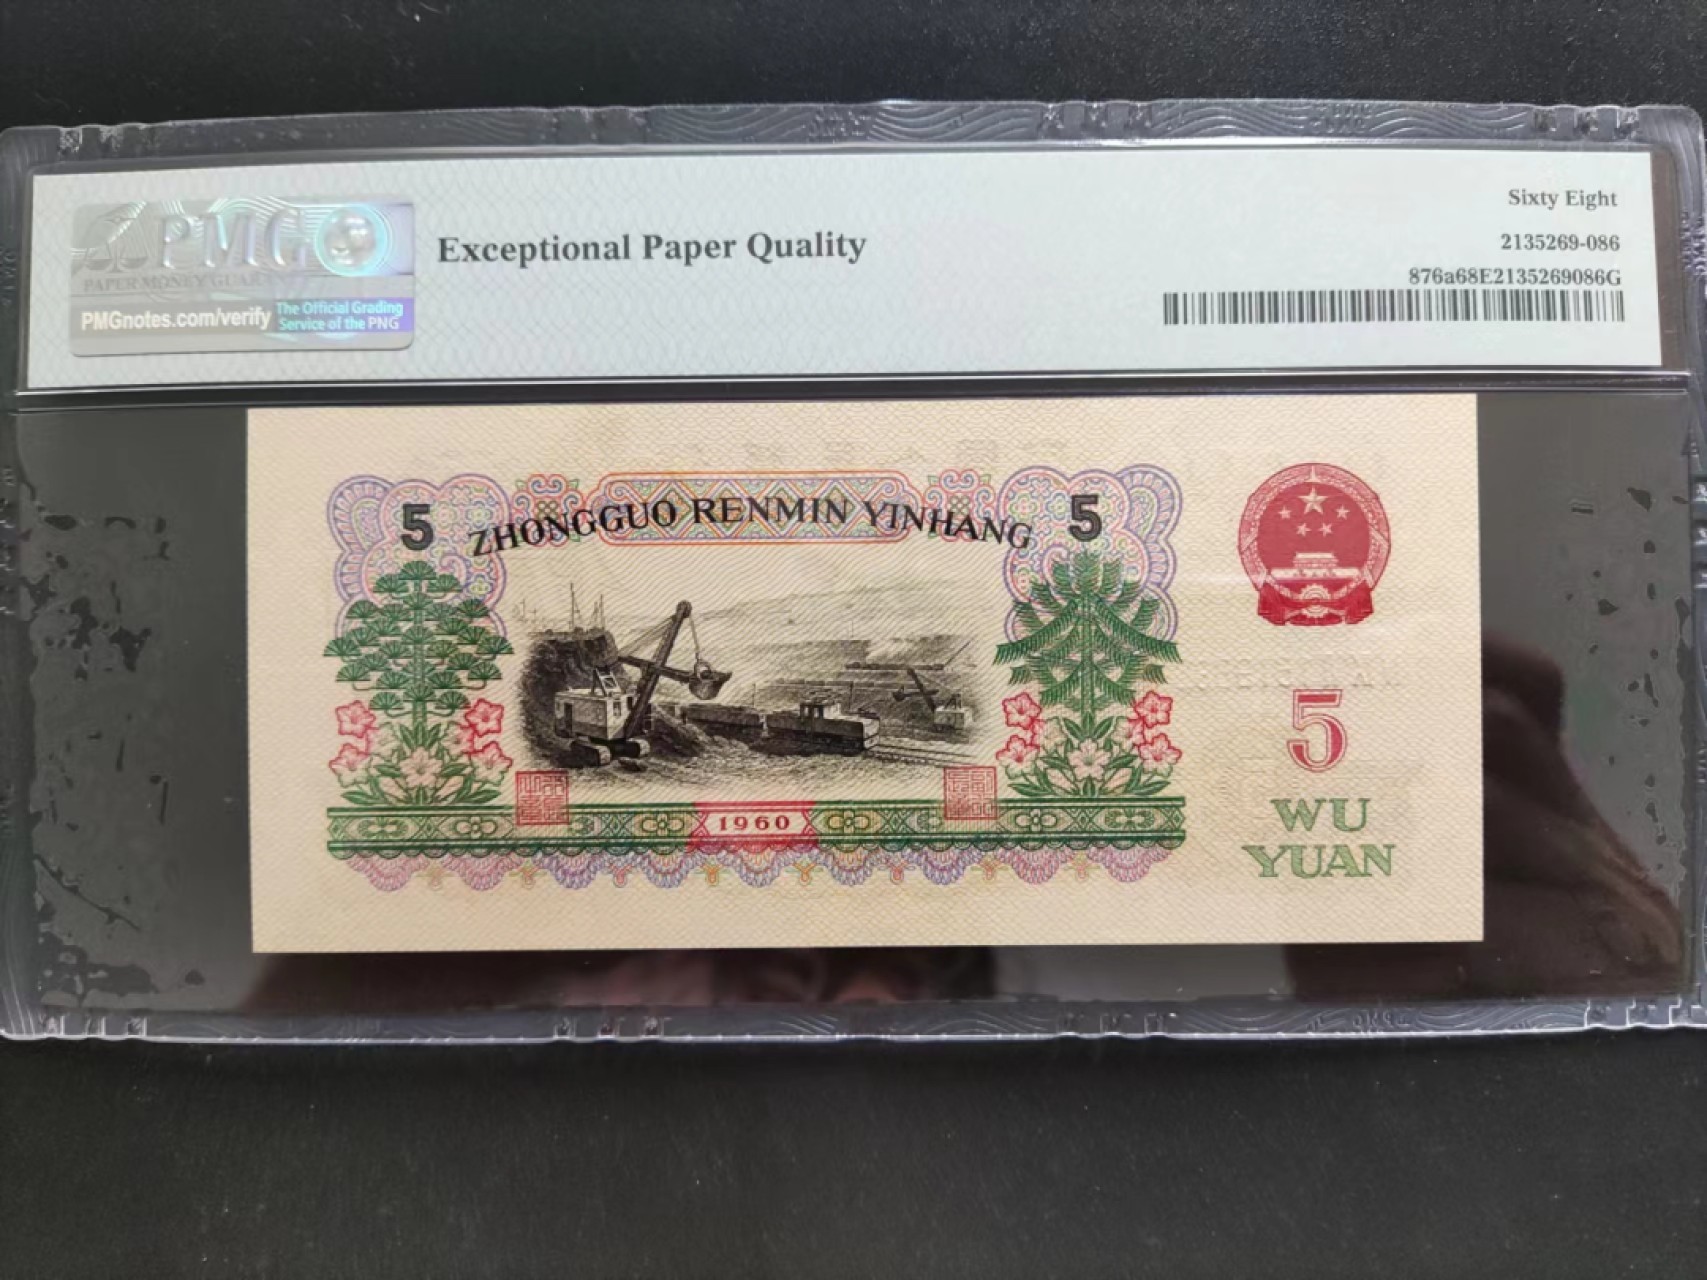 PMG
PAPER MONEY GUARANTY
PMGnotes.com/verify
The Official Grading
Service of the PNG
Exceptional Paper Quality
Sixty Eight
2135269-086
876a68E2135269086G
5
ZHONGGUO RENMIN YINHANG
5
1960
5
WU
YUAN